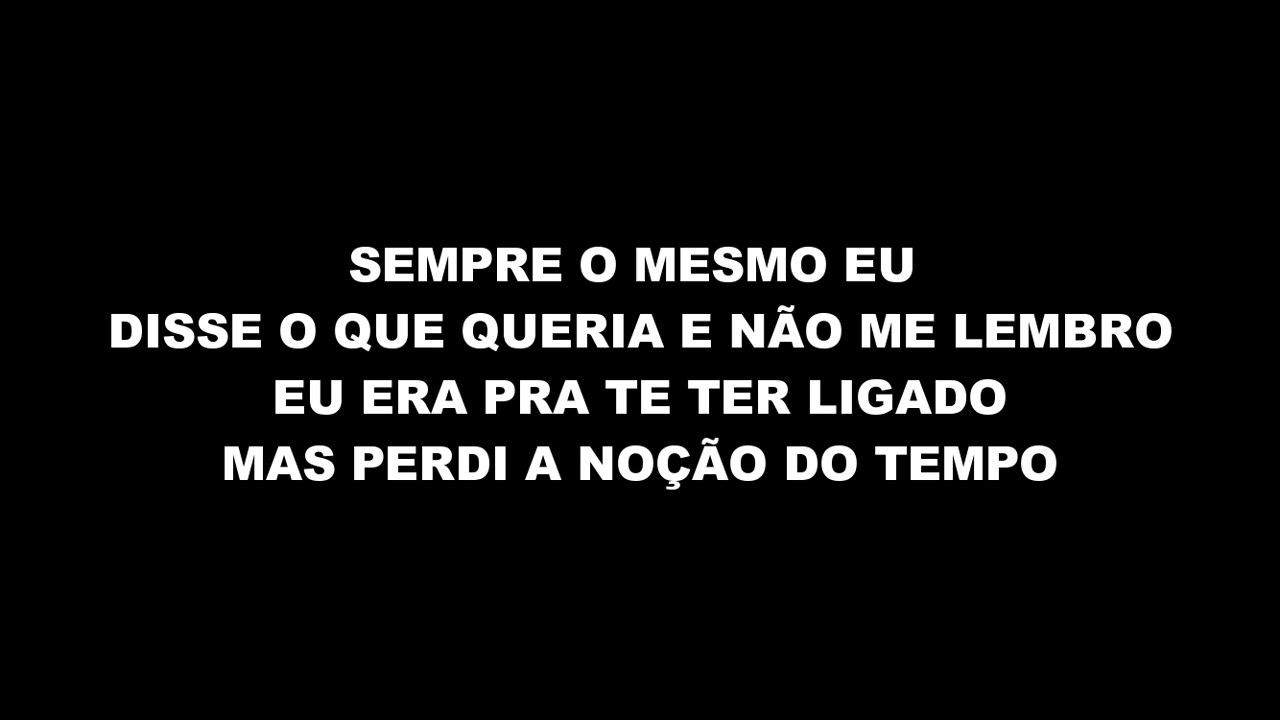 SEMPRE O MESMO EU
DISSE O QUE QUERIA E NÃO ME LEMBRO
EU ERA PRA TE TER LIGADO
MAS PERDI A NOÇÃO DO TEMPO